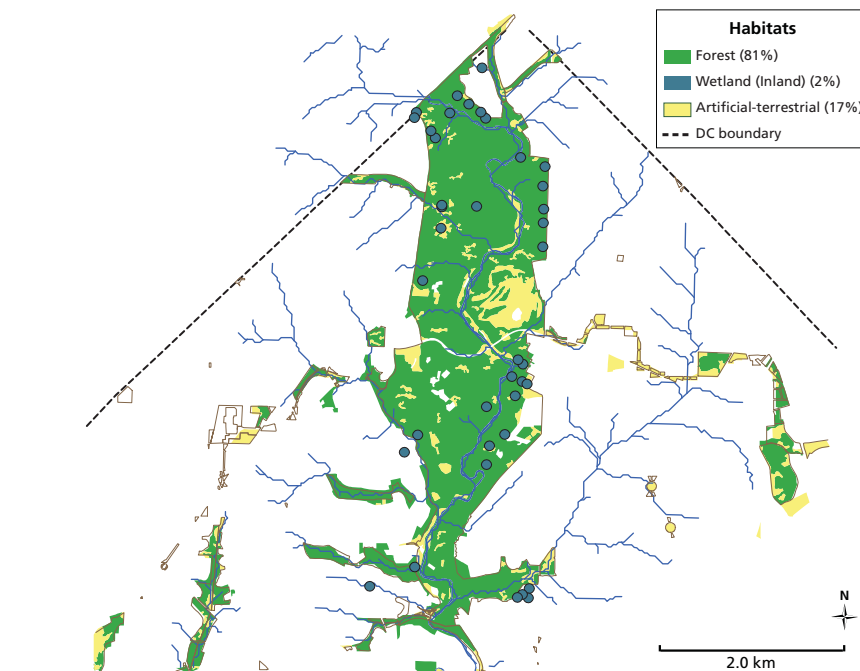 Habitats
Forest (81%)
Wetland (Inland) (2%)
Artificial-terrestrial (17%)
DC boundary
N
2.0 km